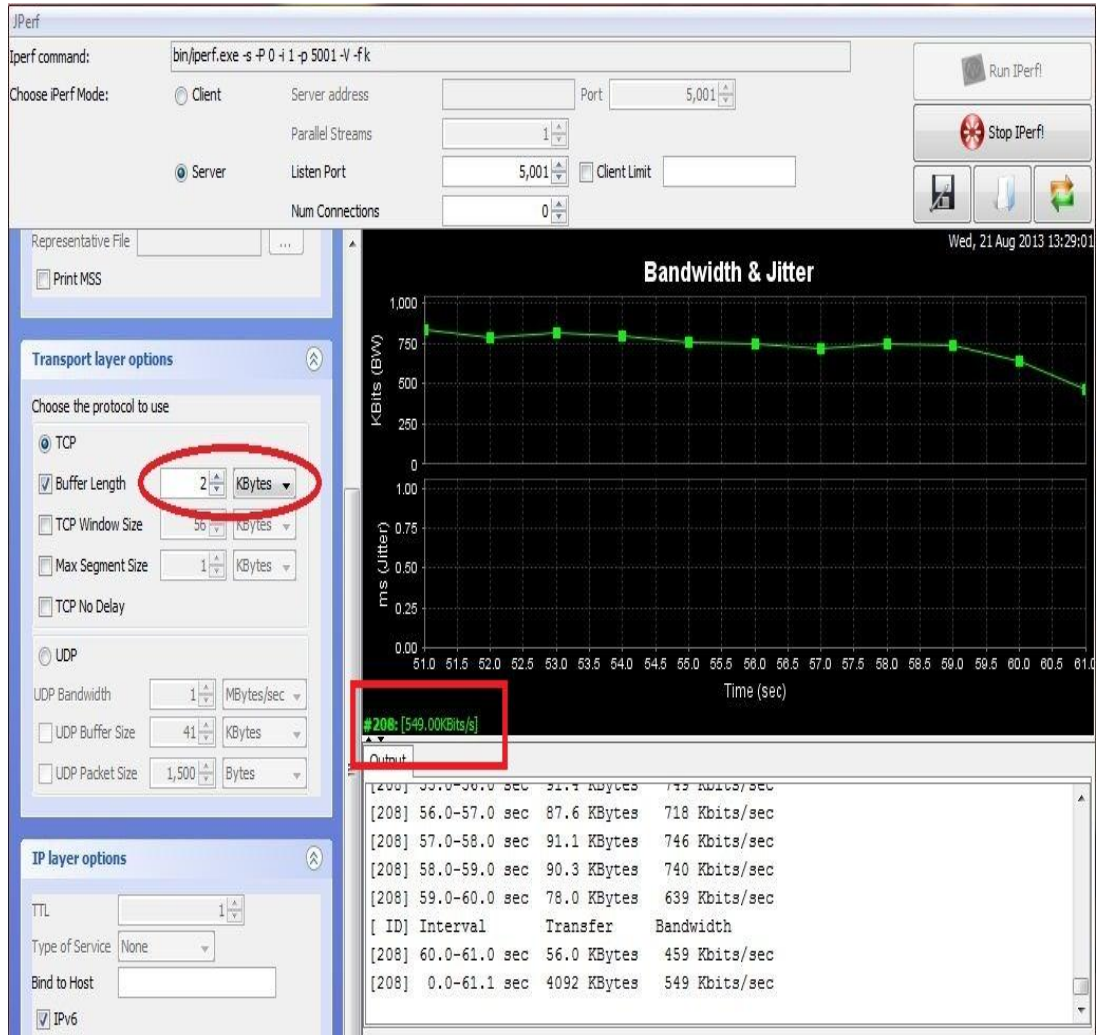 JPerf
Iperf command: bin/iperf.exe -s -P 0 -i 1 -p 5001 -V -f k
Run IPerf!
Choose iPerf Mode: Client Server address Port 5,001
Parallel Streams 1
Stop IPerf!
Server Listen Port 5,001 Client Limit
Num Connections 0
Representative File ...
Print MSS
Transport layer options
Choose the protocol to use
TCP
Buffer Length 2 KBytes
TCP Window Size 56 KBytes
Max Segment Size 1 KBytes
TCP No Delay
UDP
UDP Bandwidth 1 MBytes/sec
UDP Buffer Size 41 KBytes
UDP Packet Size 1,500 Bytes
IP layer options
TTL 1
Type of Service None
Bind to Host
IPv6
Wed, 21 Aug 2013 13:29:01
Bandwidth & Jitter
KBits (BW)
1,000
750
500
250
0
ms (Jitter)
1.00
0.75
0.50
0.25
0.00
51.0 51.5 52.0 52.5 53.0 53.5 54.0 54.5 55.0 55.5 56.0 56.5 57.0 57.5 58.0 58.5 59.0 59.5 60.0 60.5 61.0
Time (sec)
#208: [549.00KBits/s]
Output
[208] 55.0-56.0 sec 91.4 KBytes 749 Kbits/sec
[208] 56.0-57.0 sec 87.6 KBytes 718 Kbits/sec
[208] 57.0-58.0 sec 91.1 KBytes 746 Kbits/sec
[208] 58.0-59.0 sec 90.3 KBytes 740 Kbits/sec
[208] 59.0-60.0 sec 78.0 KBytes 639 Kbits/sec
[ ID] Interval Transfer Bandwidth
[208] 60.0-61.0 sec 56.0 KBytes 459 Kbits/sec
[208] 0.0-61.1 sec 4092 KBytes 549 Kbits/sec